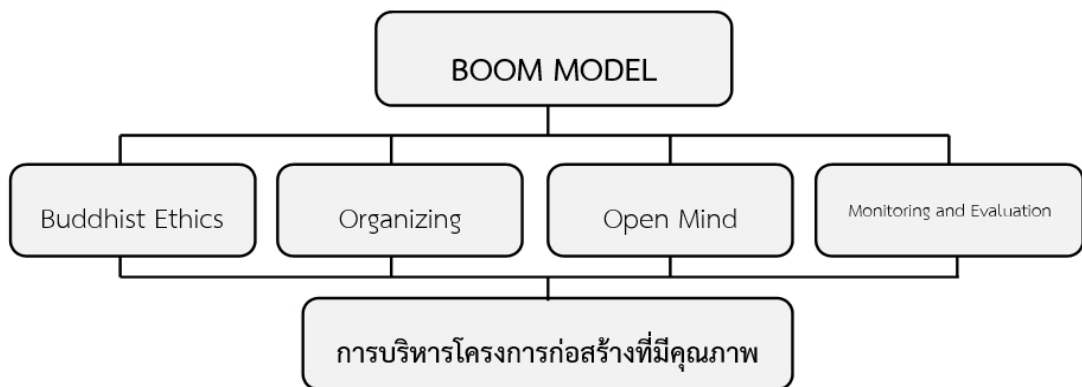 BOOM MODEL
Buddhist Ethics
Organizing
Open Mind
Monitoring and Evaluation
การบริหารโครงการก่อสร้างที่มีคุณภาพ